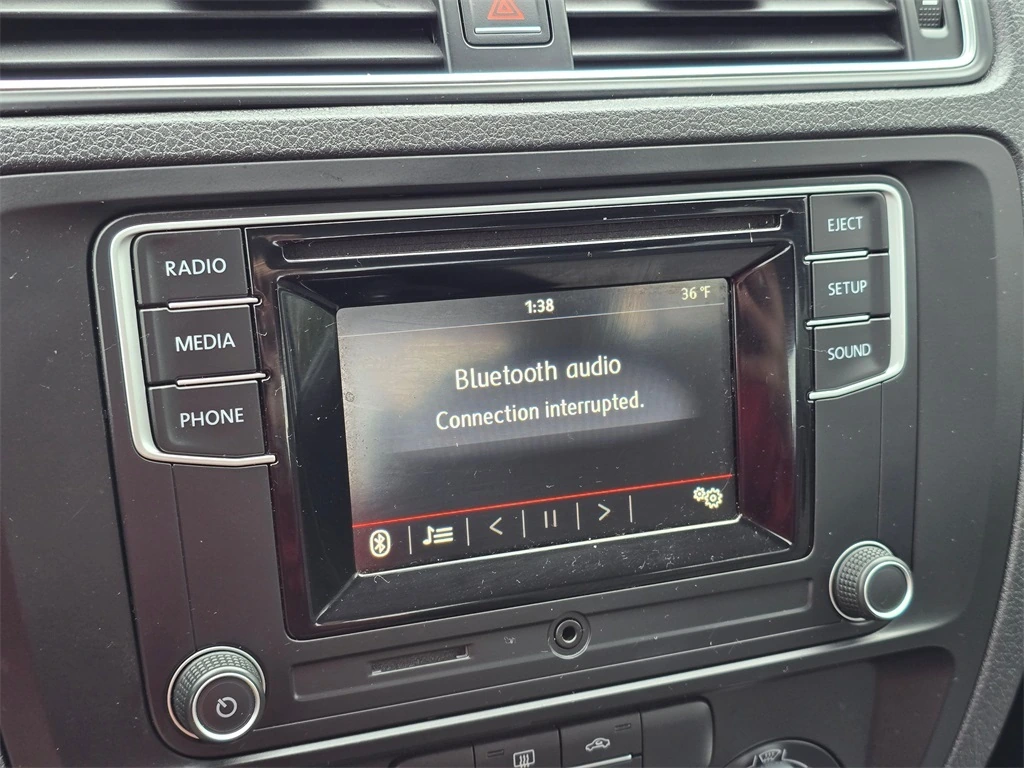 RADIO
MEDIA
PHONE
1:38
36 °F
Bluetooth audio
Connection interrupted.
EJECT
SETUP
SOUND